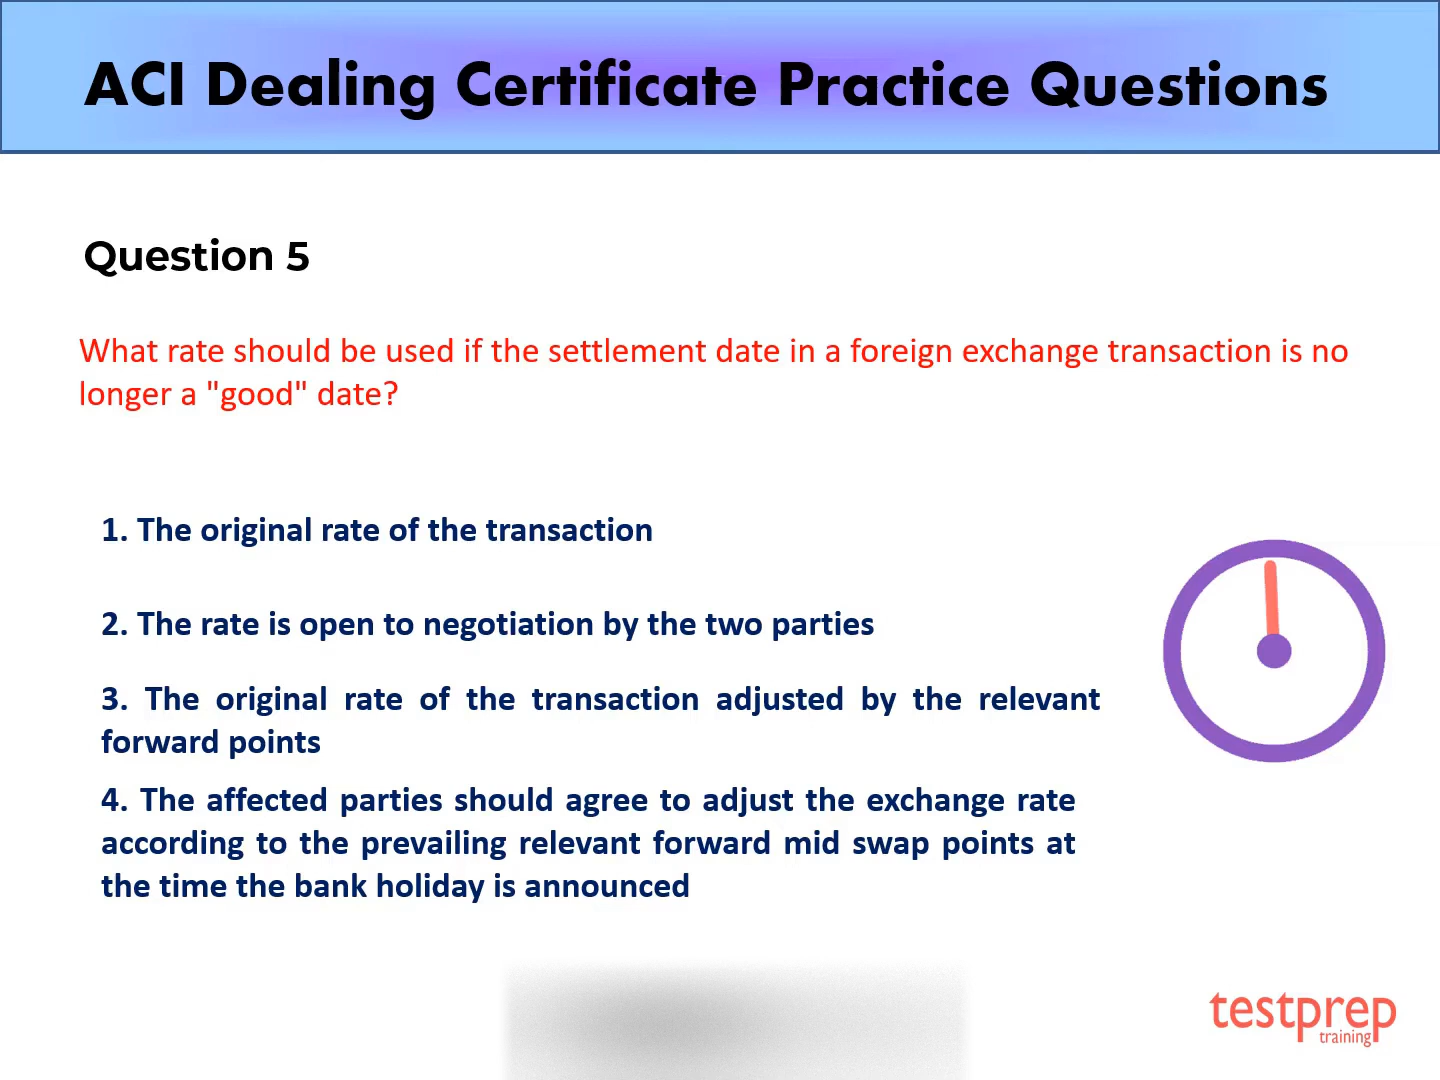 ACI Dealing Certificate Practice Questions
Question 5
What rate should be used if the settlement date in a foreign exchange transaction is no
longer a "good" date?
1. The original rate of the transaction
2. The rate is open to negotiation by the two parties
3. The original rate of the transaction adjusted by the relevant
forward points
4. The affected parties should agree to adjust the exchange rate
according to the prevailing relevant forward mid swap points at
the time the bank holiday is announced
testprep
training